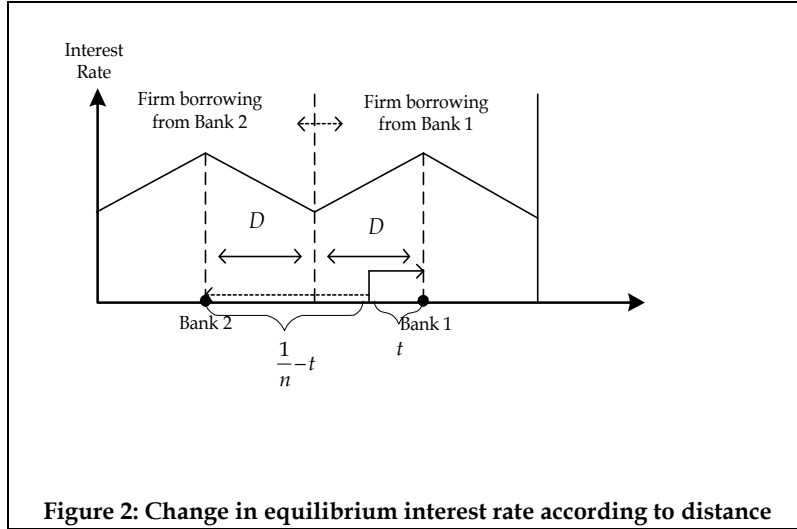 Interest
Rate
Firm borrowing
from Bank 2
Firm borrowing
from Bank 1
D
D
Bank 2
Bank 1
1/n − t
t
Figure 2: Change in equilibrium interest rate according to distance